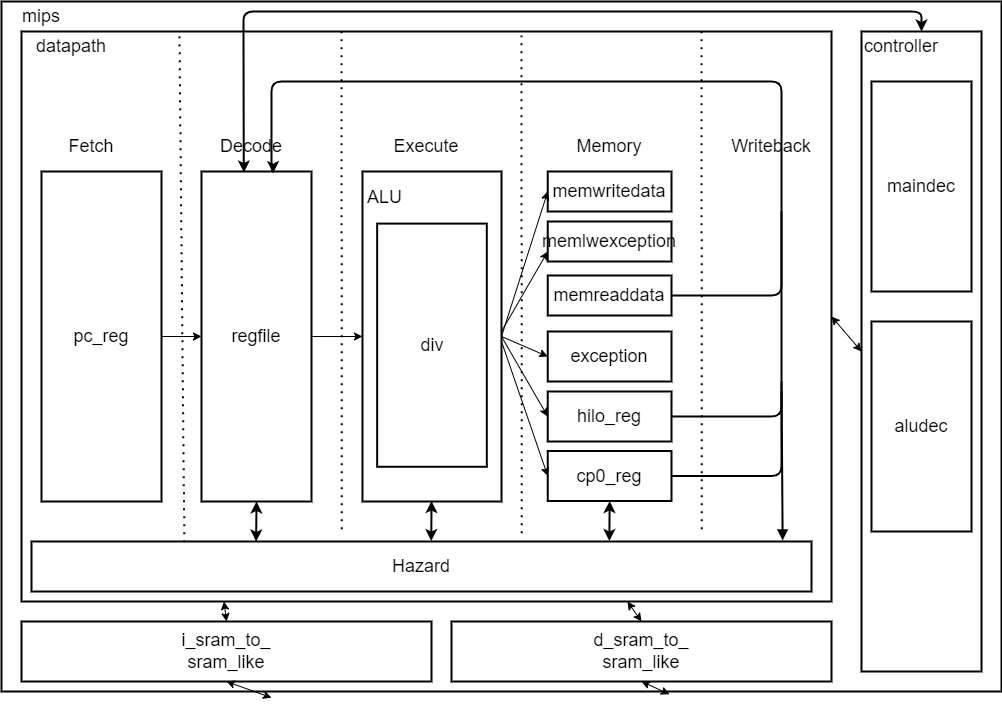 mips
datapath
controller
Fetch
Decode
Execute
Memory
Writeback
pc_reg
regfile
ALU
div
memwritedata
memlwexception
memreaddata
exception
hilo_reg
cp0_reg
maindec
aludec
Hazard
i_sram_to_
sram_like
d_sram_to_
sram_like